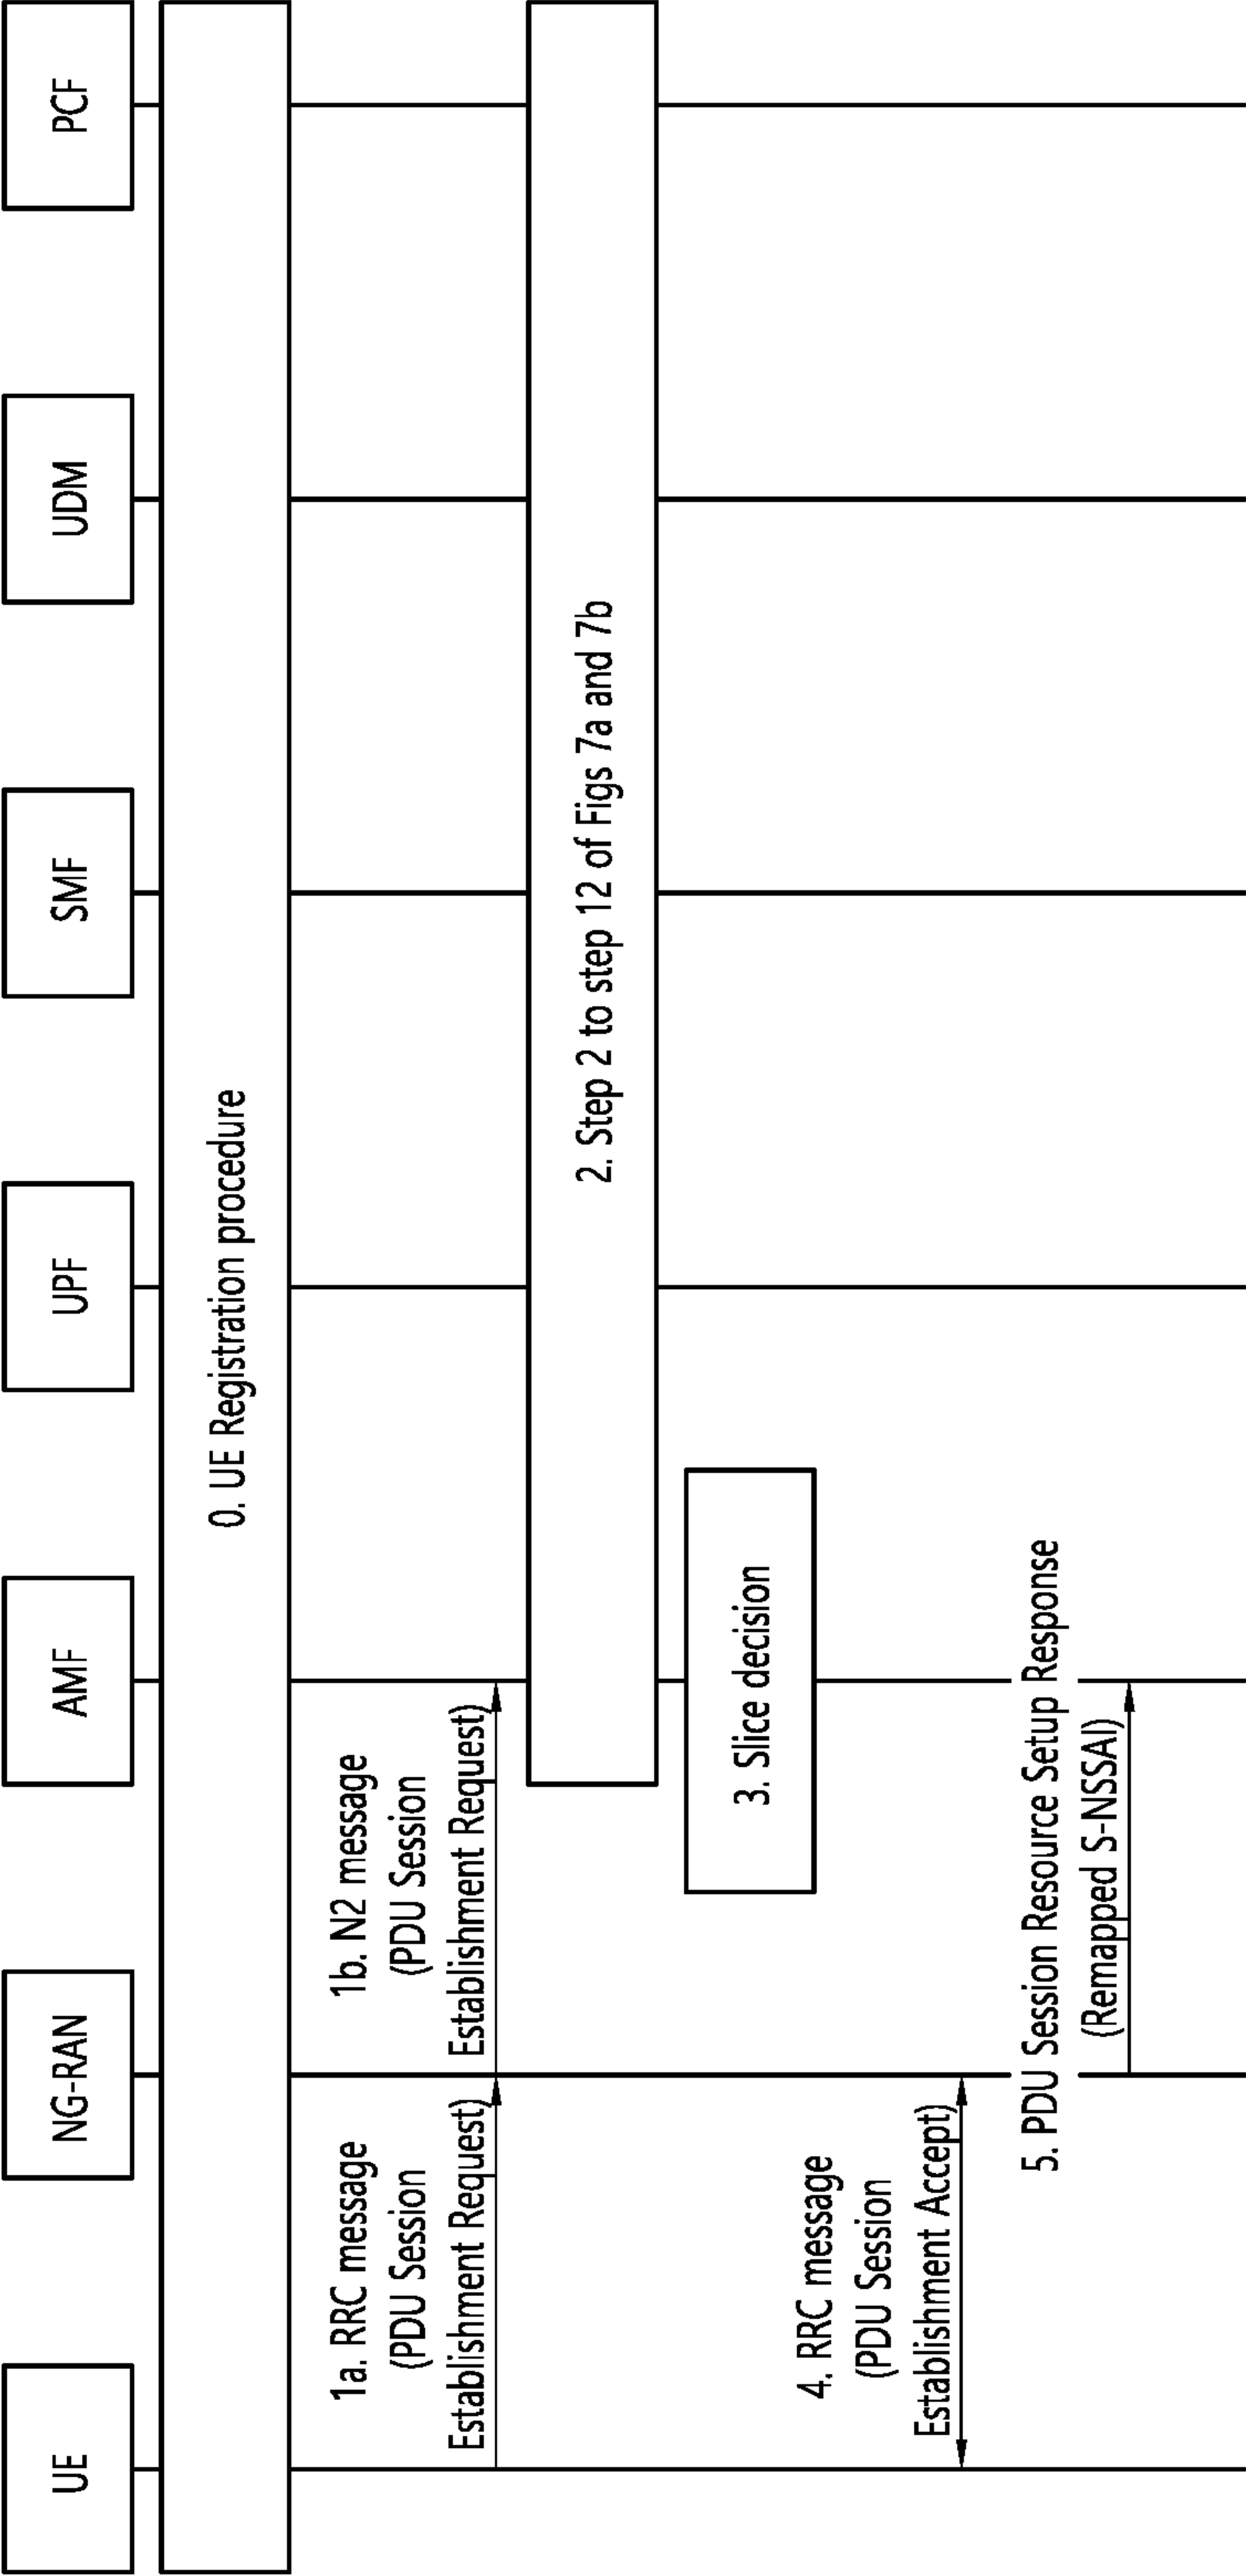 UE
NG-RAN
AMF
UPF
SMF
UDM
PCF
0. UE Registration procedure
1a. RRC message
(PDU Session
Establishment Request)
1b. N2 message
(PDU Session
Establishment Request)
2. Step 2 to step 12 of Figs 7a and 7b
3. Slice decision
4. RRC message
(PDU Session
Establishment Accept)
5. PDU Session Resource Setup Response
(Remapped S-NSSAI)